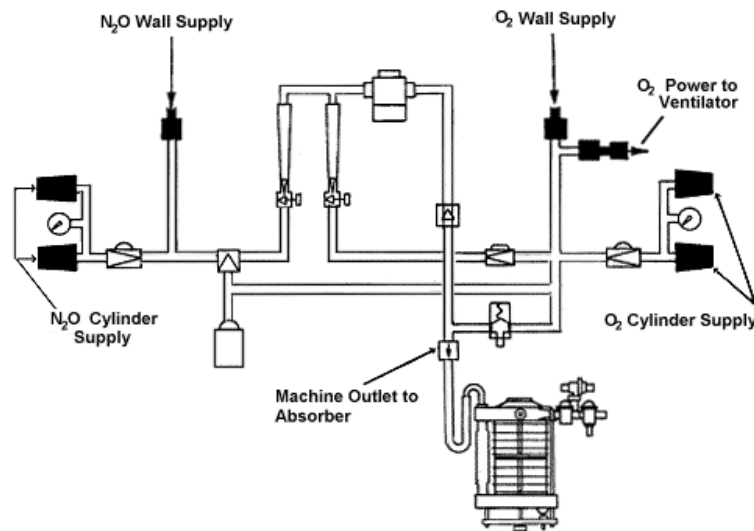 N₂O Wall Supply
O₂ Wall Supply
O₂ Power to
Ventilator
N₂O Cylinder
Supply
O₂ Cylinder Supply
Machine Outlet to
Absorber